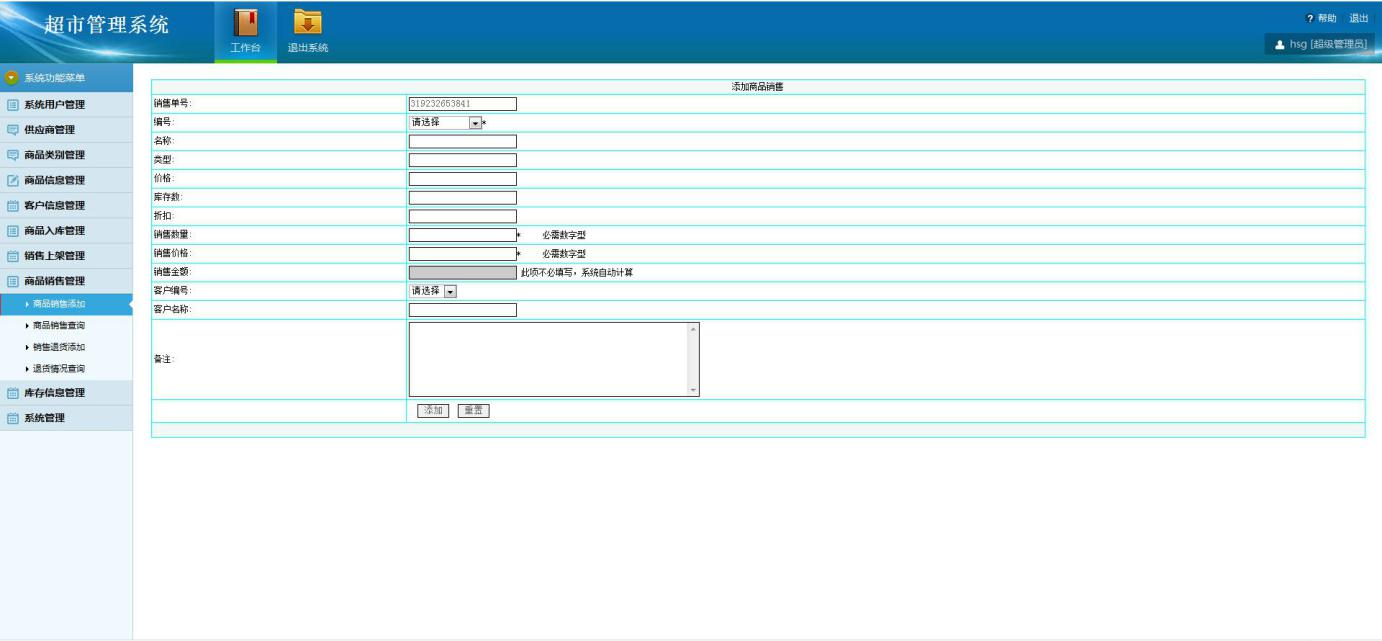 超市管理系统
工作台
退出系统
? 帮助 退出
hsg [超级管理员]
系统功能菜单
系统用户管理
供应商管理
商品类别管理
商品信息管理
客户信息管理
商品入库管理
销售上架管理
商品销售管理
商品销售添加
商品销售查询
销售退货添加
退货情况查询
库存信息管理
系统管理
添加商品销售
销售单号: 319232653841
编号: 请选择 *
名称:
类型:
价格:
库存数:
折扣:
销售数量: * 必需数字型
销售价格: * 必需数字型
销售金额: 此项不必填写，系统自动计算
客户编号: 请选择
客户名称:
备注:
添加 重置